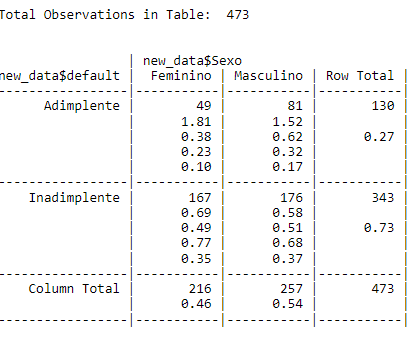 Total Observations in Table:  473
                 | new_data$Sexo
new_data$default |  Feminino | Masculino | Row Total |
-----------------|-----------|-----------|-----------|
      Adimplente |        49 |        81 |       130 |
                 |      1.81 |      1.52 |           |
                 |      0.38 |      0.62 |      0.27 |
                 |      0.23 |      0.32 |           |
                 |      0.10 |      0.17 |           |
-----------------|-----------|-----------|-----------|
    Inadimplente |       167 |       176 |       343 |
                 |      0.69 |      0.58 |           |
                 |      0.49 |      0.51 |      0.73 |
                 |      0.77 |      0.68 |           |
                 |      0.35 |      0.37 |           |
-----------------|-----------|-----------|-----------|
    Column Total |       216 |       257 |       473 |
                 |      0.46 |      0.54 |           |
-----------------|-----------|-----------|-----------|